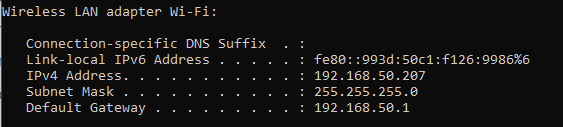 Wireless LAN adapter Wi-Fi:
Connection-specific DNS Suffix  . :
Link-local IPv6 Address . . . . . : fe80::993d:50c1:f126:9986%6
IPv4 Address. . . . . . . . . . . : 192.168.50.207
Subnet Mask . . . . . . . . . . . : 255.255.255.0
Default Gateway . . . . . . . . . : 192.168.50.1